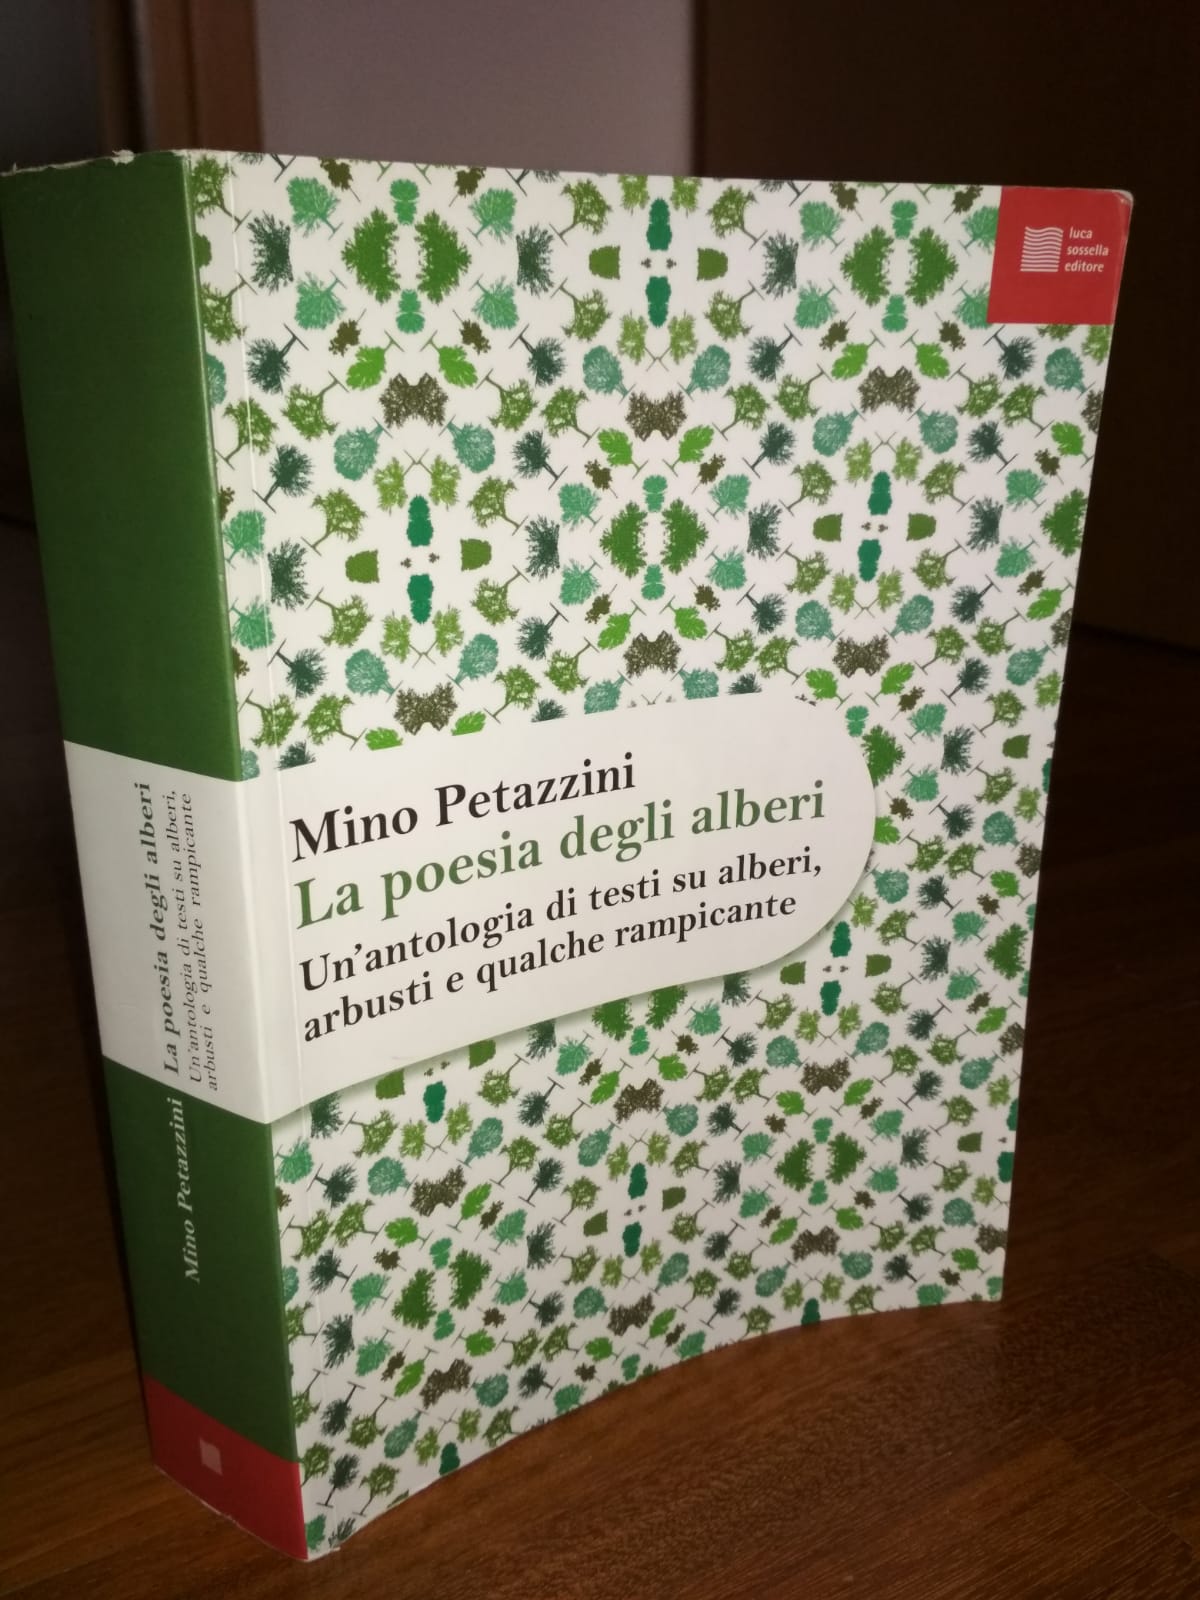 luca
sossella
editore
Mino Petazzini
La poesia degli alberi
Un'antologia di testi su alberi,
arbusti e qualche rampicante
La poesia degli alberi
Un'antologia di testi su alberi,
arbusti e qualche rampicante
Mino Petazzini